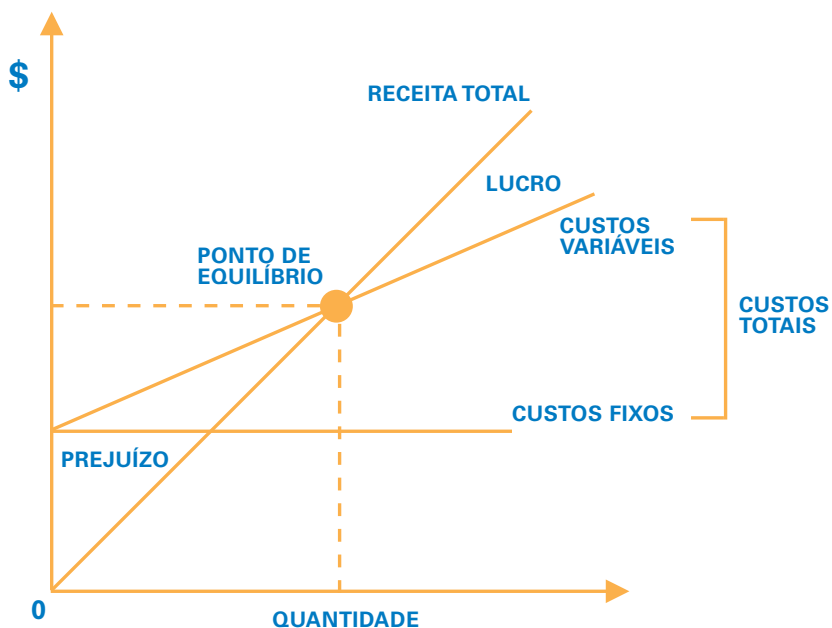 $
RECEITA TOTAL
LUCRO
CUSTOS
VARIÁVEIS
PONTO DE
EQUILÍBRIO
CUSTOS
TOTAIS
CUSTOS FIXOS
PREJUÍZO
0
QUANTIDADE